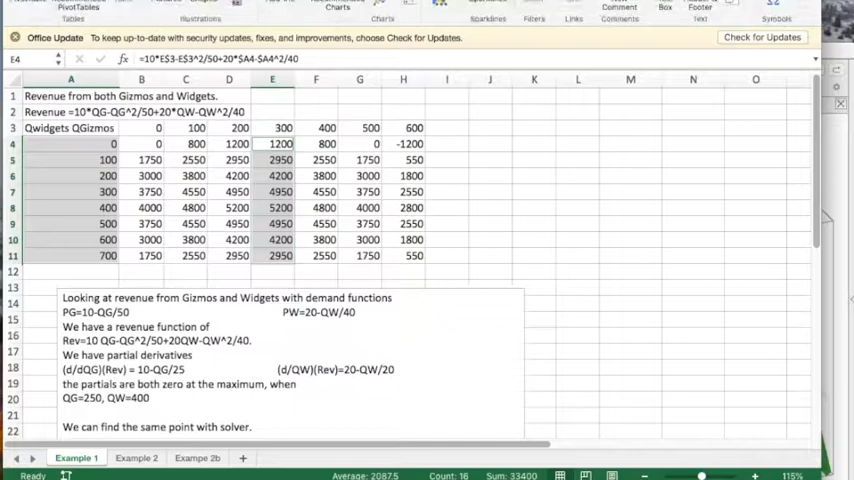 PivotTables
Illustrations
Charts
Charts
Sparklines
Filters
Links
Comment
Comments
Box
Footer
Text
Symbols
Office Update To keep up-to-date with security updates, fixes, and improvements, choose Check for Updates. Check for Updates
E4 fx =10*E$3-E$3^2/50+20*$A4-$A4^2/40
A B C D E F G H I J K L M N O
1 Revenue from both Gizmos and Widgets.
2 Revenue =10*QG-QG^2/50+20*QW-QW^2/40
3 Qwidgets QGizmos 0 100 200 300 400 500 600
4 0 0 800 1200 1200 800 0 -1200
5 100 1750 2550 2950 2950 2550 1750 550
6 200 3000 3800 4200 4200 3800 3000 1800
7 300 3750 4550 4950 4950 4550 3750 2550
8 400 4000 4800 5200 5200 4800 4000 2800
9 500 3750 4550 4950 4950 4550 3750 2550
10 600 3000 3800 4200 4200 3800 3000 1800
11 700 1750 2550 2950 2950 2550 1750 550
12
13
14 Looking at revenue from Gizmos and Widgets with demand functions
15 PG=10-QG/50 PW=20-QW/40
16 We have a revenue function of
17 Rev=10 QG-QG^2/50+20QW-QW^2/40.
We have partial derivatives
18 (d/dQG)(Rev) = 10-QG/25 (d/QW)(Rev)=20-QW/20
19 the partials are both zero at the maximum, when
20 QG=250, QW=400
21
22 We can find the same point with solver.
Example 1 Example 2 Exampe 2b +
Ready Average: 2087.5 Count: 16 Sum: 33400 115%